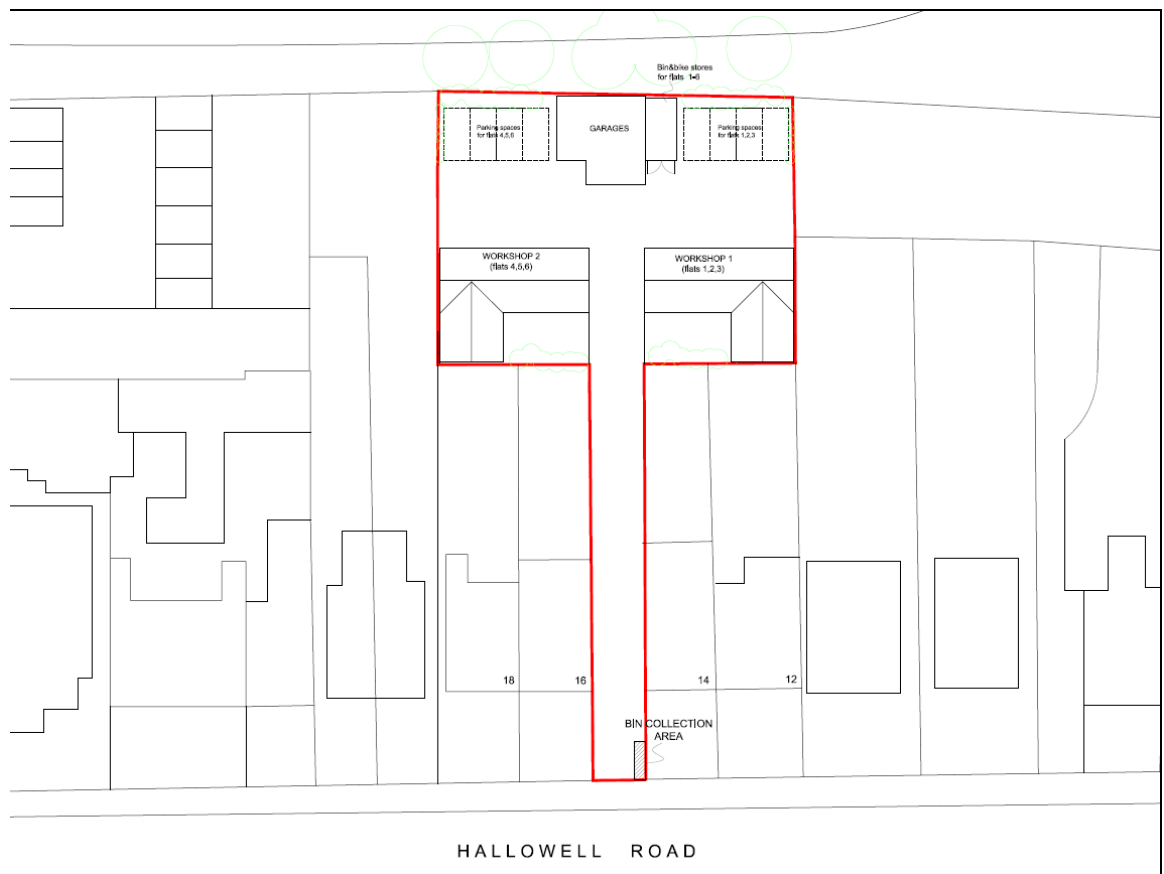 Bin&bike stores
for flats 1-6
Parking spaces
for flats 4,5,6
GARAGES
Parking spaces
for flats 1,2,3
WORKSHOP 2
(flats 4,5,6)
WORKSHOP 1
(flats 1,2,3)
18
16
14
12
BIN COLLECTION
AREA
HALLOWELL ROAD